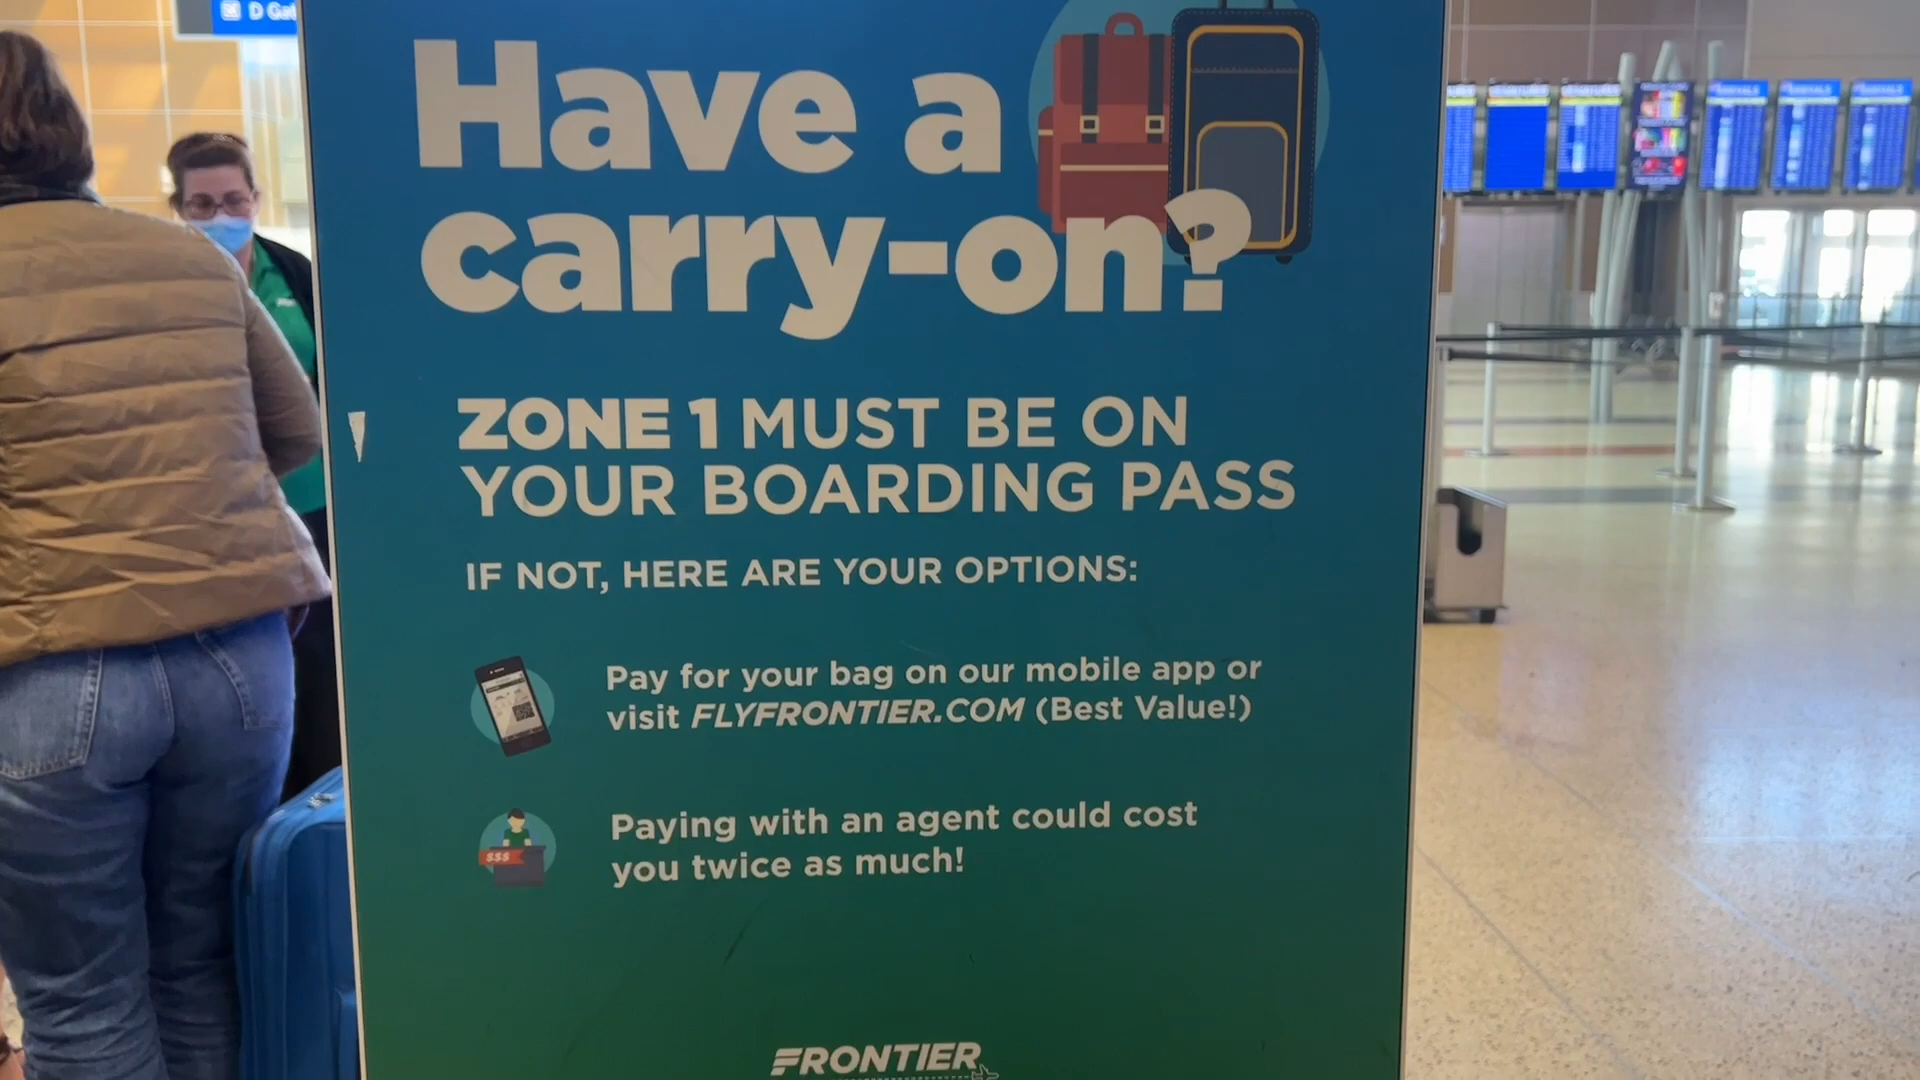 D Gat
Have a
carry-on?
ZONE 1 MUST BE ON
YOUR BOARDING PASS
IF NOT, HERE ARE YOUR OPTIONS:
Pay for your bag on our mobile app or
visit FLYFRONTIER.COM (Best Value!)
$$$
Paying with an agent could cost
you twice as much!
FRONTIER